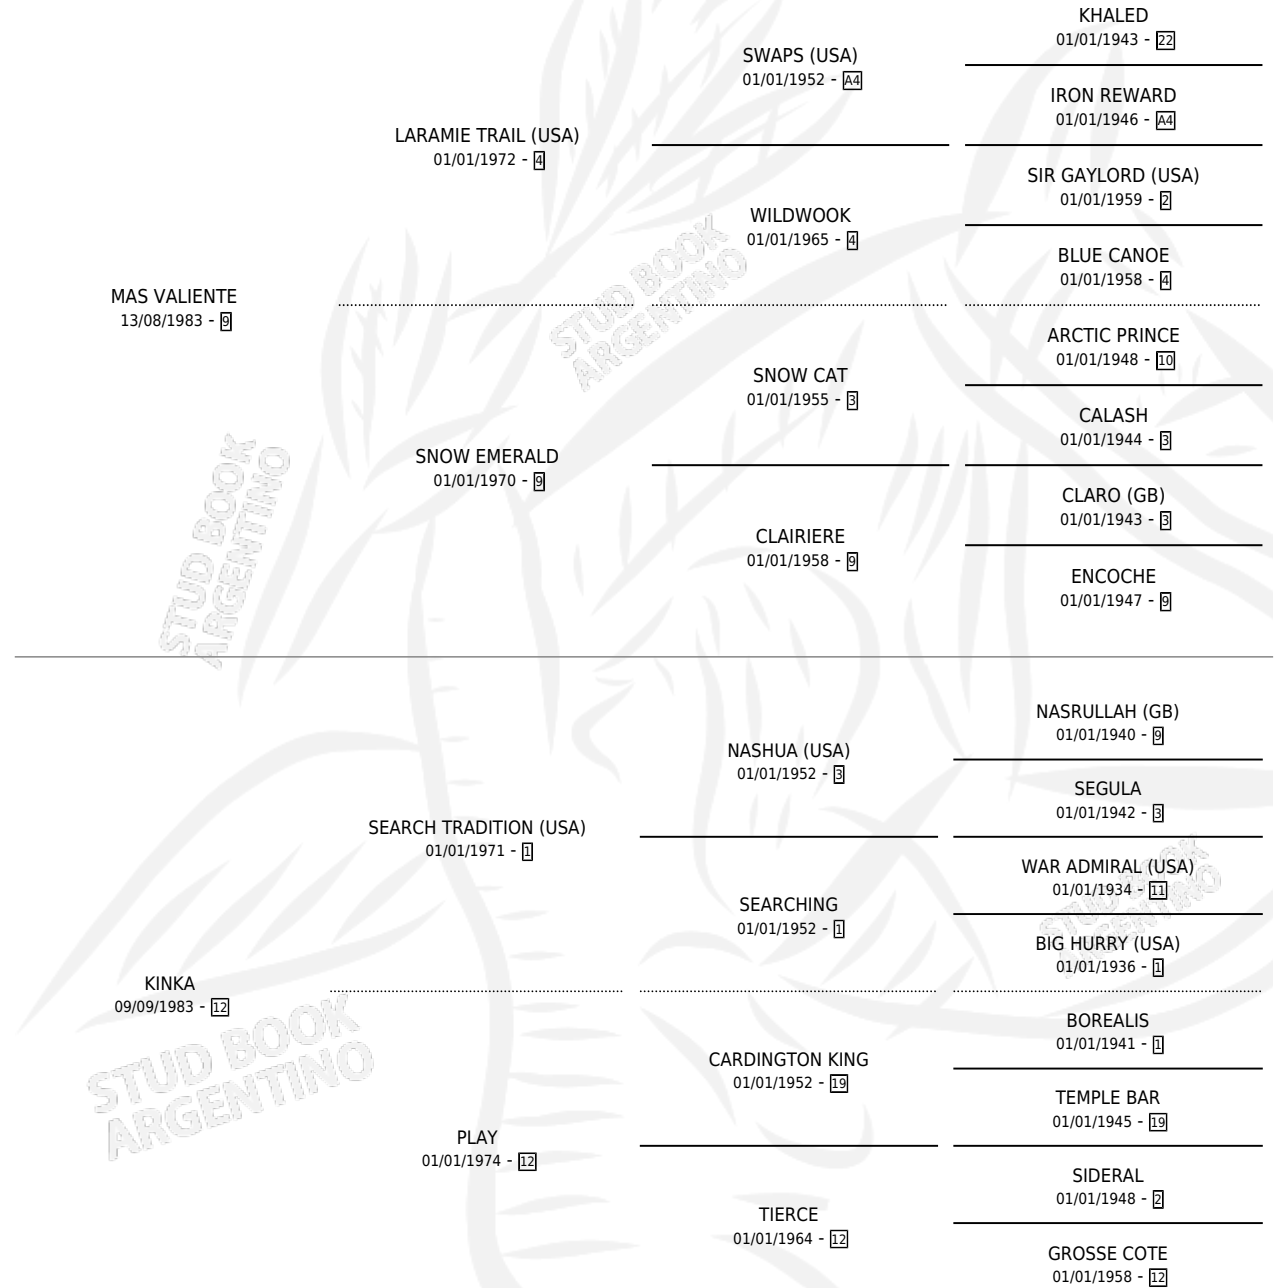 KHALED
01/01/1943 - 22
SWAPS (USA)
01/01/1952 - A4
IRON REWARD
01/01/1946 - A4
LARAMIE TRAIL (USA)
01/01/1972 - 4
SIR GAYLORD (USA)
01/01/1959 - 2
WILDWOOK
01/01/1965 - 4
BLUE CANOE
01/01/1958 - 4
MAS VALIENTE
13/08/1983 - 9
ARCTIC PRINCE
01/01/1948 - 10
SNOW CAT
01/01/1955 - 3
CALASH
01/01/1944 - 3
SNOW EMERALD
01/01/1970 - 9
CLARO (GB)
01/01/1943 - 3
CLAIRIERE
01/01/1958 - 9
ENCOCHE
01/01/1947 - 9
STUD BOOK
ARGENTINO
STUD BOOK
ARGENTINO
NASRULLAH (GB)
01/01/1940 - 9
NASHUA (USA)
01/01/1952 - 3
SEGULA
01/01/1942 - 3
SEARCH TRADITION (USA)
01/01/1971 - 1
WAR ADMIRAL (USA)
01/01/1934 - 11
SEARCHING
01/01/1952 - 1
BIG HURRY (USA)
01/01/1936 - 1
KINKA
09/09/1983 - 12
BOREALIS
01/01/1941 - 1
CARDINGTON KING
01/01/1952 - 19
TEMPLE BAR
01/01/1945 - 19
PLAY
01/01/1974 - 12
SIDERAL
01/01/1948 - 2
TIERCE
01/01/1964 - 12
GROSSE COTE
01/01/1958 - 12
STUD BOOK
ARGENTINO
STUD BOOK
ARGENTINO